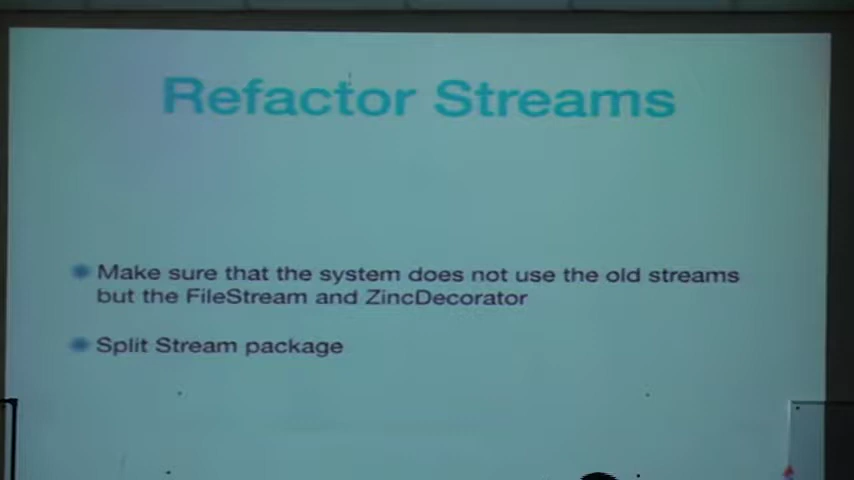 Refactor Streams
Make sure that the system does not use the old streams
but the FileStream and ZincDecorator
Split Stream package